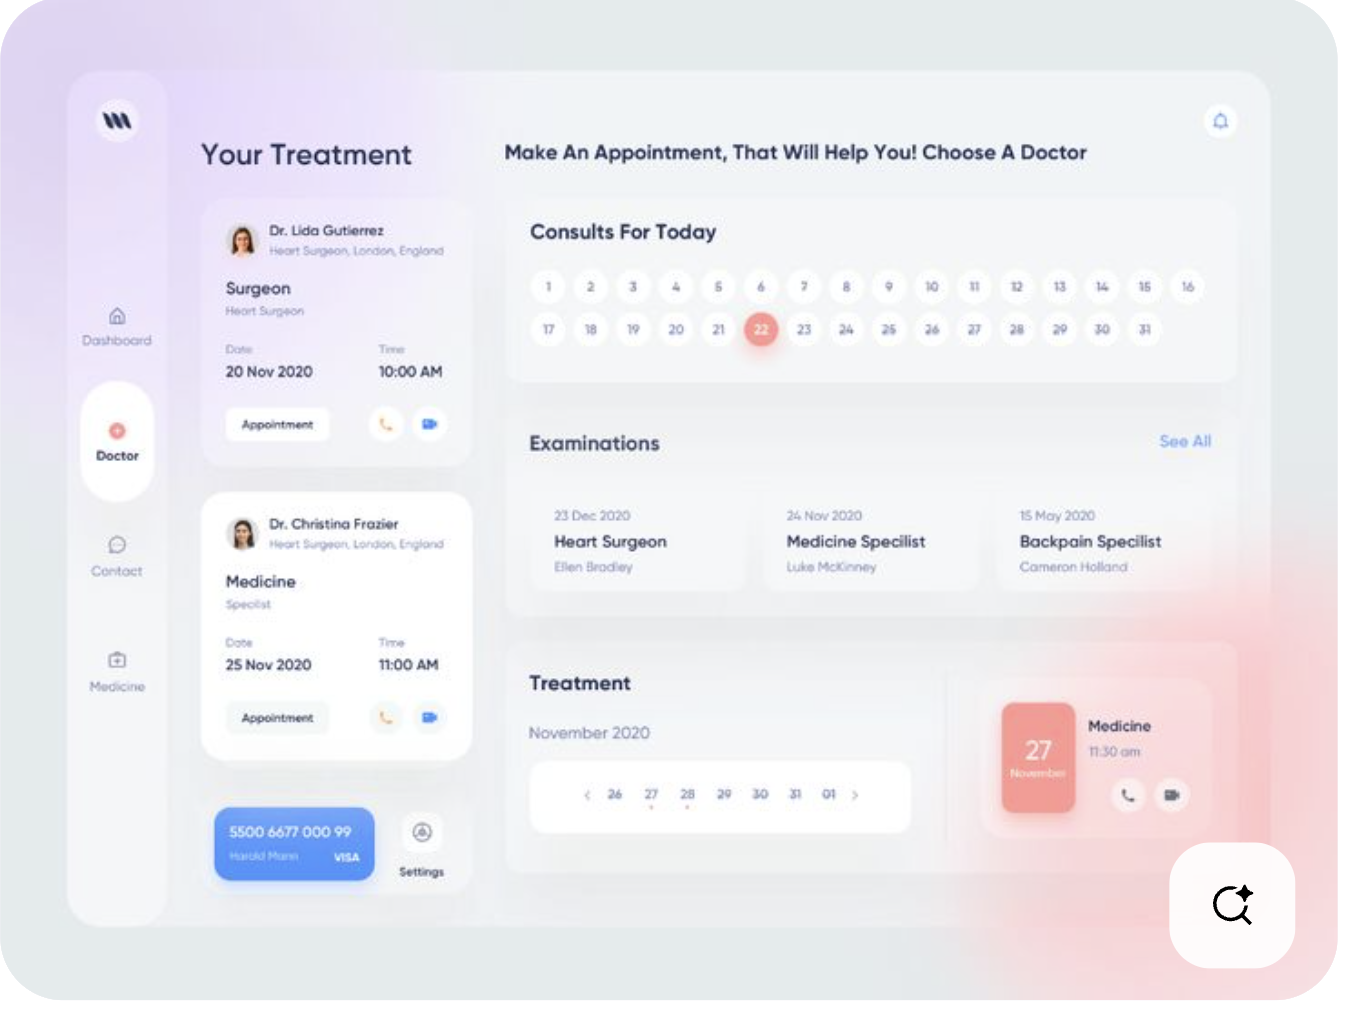 Your Treatment
Make An Appointment, That Will Help You! Choose A Doctor
Dashboard
Doctor
Contact
Medicine
Dr. Lida Gutierrez
Heart Surgeon, London, England
Surgeon
Heart Surgeon
Date
Time
20 Nov 2020
10:00 AM
Appointment
Dr. Christina Frazier
Heart Surgeon, London, England
Medicine
Specilist
Date
Time
25 Nov 2020
11:00 AM
Appointment
5500 6677 000 99
Harold Mann
VISA
Settings
Consults For Today
1 2 3 4 5 6 7 8 9 10 11 12 13 14 15 16
17 18 19 20 21 22 23 24 25 26 27 28 29 30 31
Examinations
See All
23 Dec 2020
Heart Surgeon
Ellen Bradley
24 Nov 2020
Medicine Specilist
Luke McKinney
15 May 2020
Backpain Specilist
Cameron Holland
Treatment
November 2020
26 27 28 29 30 31 01
27
November
Medicine
11:30 am